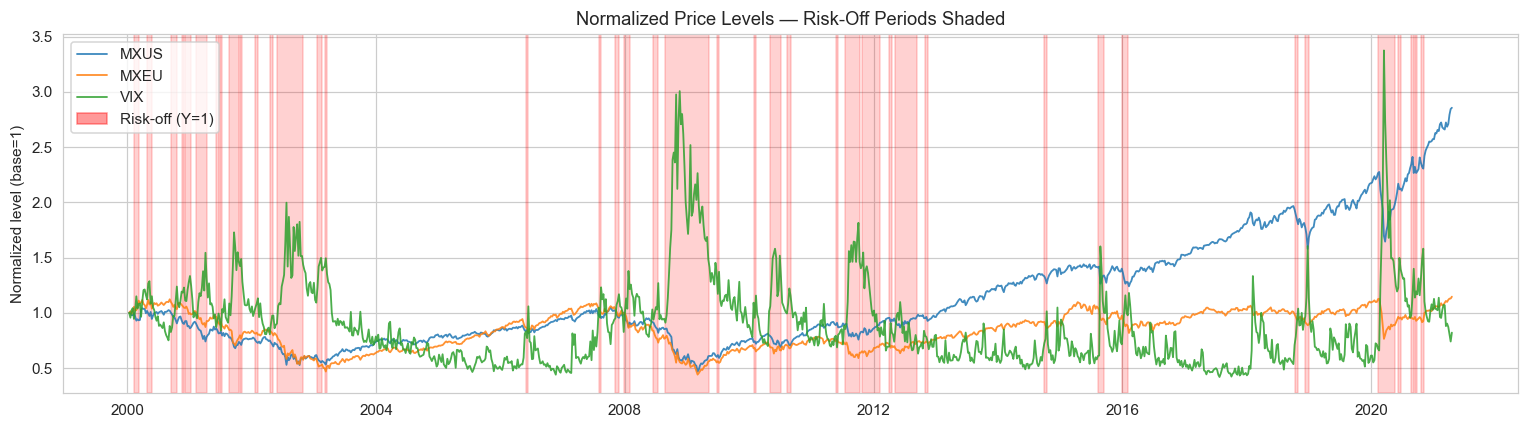 Normalized Price Levels — Risk-Off Periods Shaded
Normalized level (base=1)
3.5
3.0
2.5
2.0
1.5
1.0
0.5
MXUS
MXEU
VIX
Risk-off (Y=1)
2000
2004
2008
2012
2016
2020